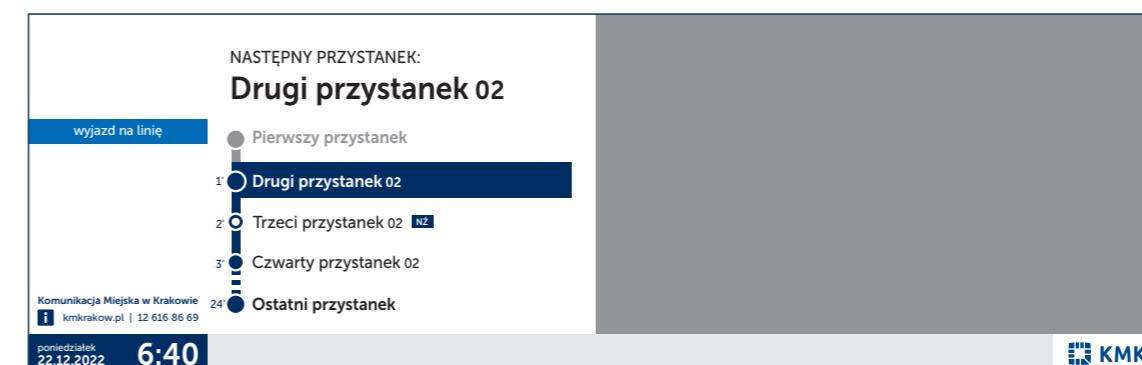 NASTĘPNY PRZYSTANEK:
Drugi przystanek 02
wyjazd na linię
Pierwszy przystanek
1' Drugi przystanek 02
2' Trzeci przystanek 02 NŻ
3' Czwarty przystanek 02
24' Ostatni przystanek
Komunikacja Miejska w Krakowie
i kmkrakow.pl | 12 616 86 69
poniedziałek
22.12.2022
6:40
KMK